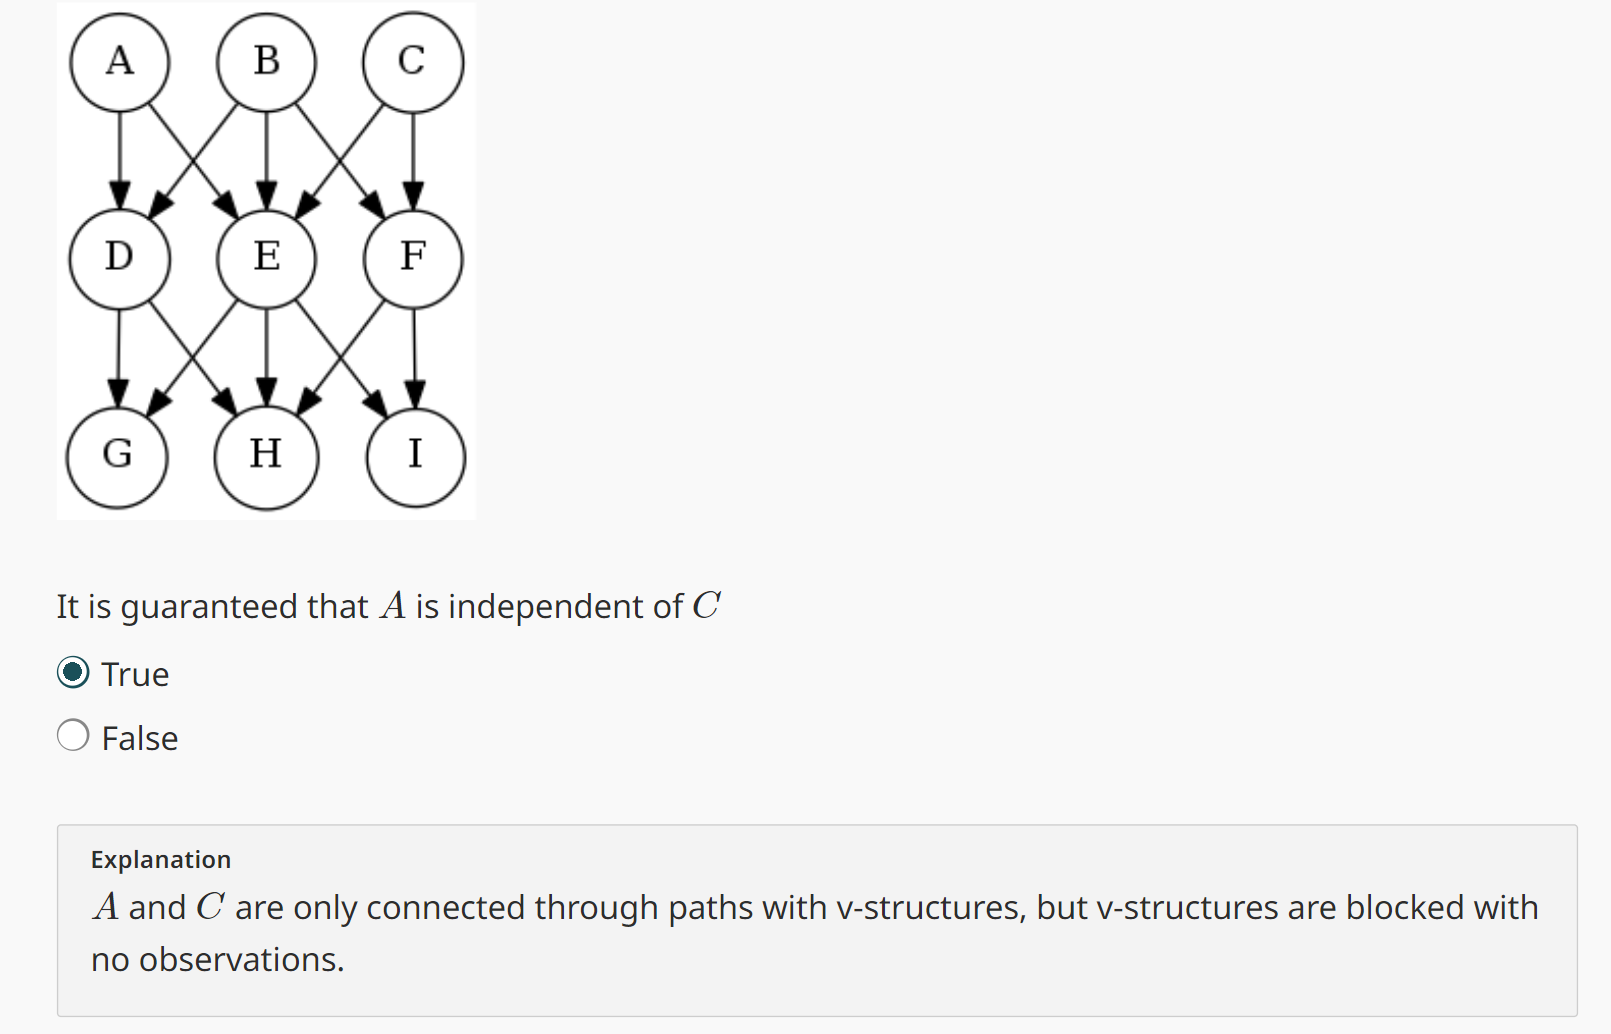 A B C
D E F
G H I
It is guaranteed that A is independent of C
True
False
Explanation
A and C are only connected through paths with v-structures, but v-structures are blocked with
no observations.